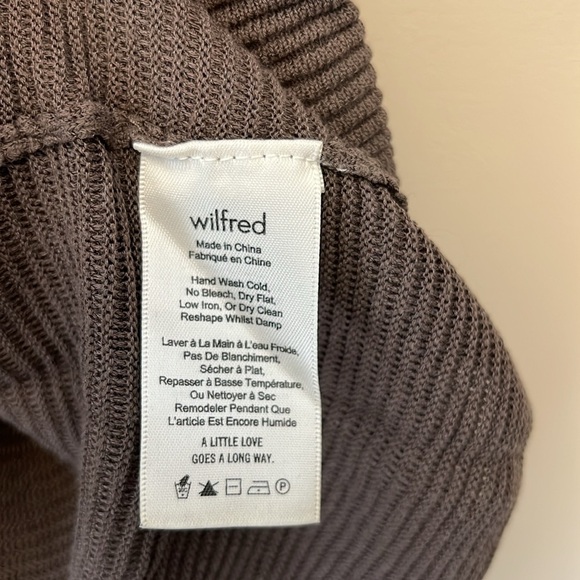 wilfred
Made in China
Fabriqué en Chine
Hand Wash Cold,
No Bleach, Dry Flat,
Low Iron, Or Dry Clean
Reshape Whilst Damp
Laver à La Main à L'eau Froide,
Pas De Blanchiment,
Sécher à Plat,
Repasser à Basse Température,
Ou Nettoyer à Sec
Remodeler Pendant Que
L'article Est Encore Humide
A LITTLE LOVE
GOES A LONG WAY.
P